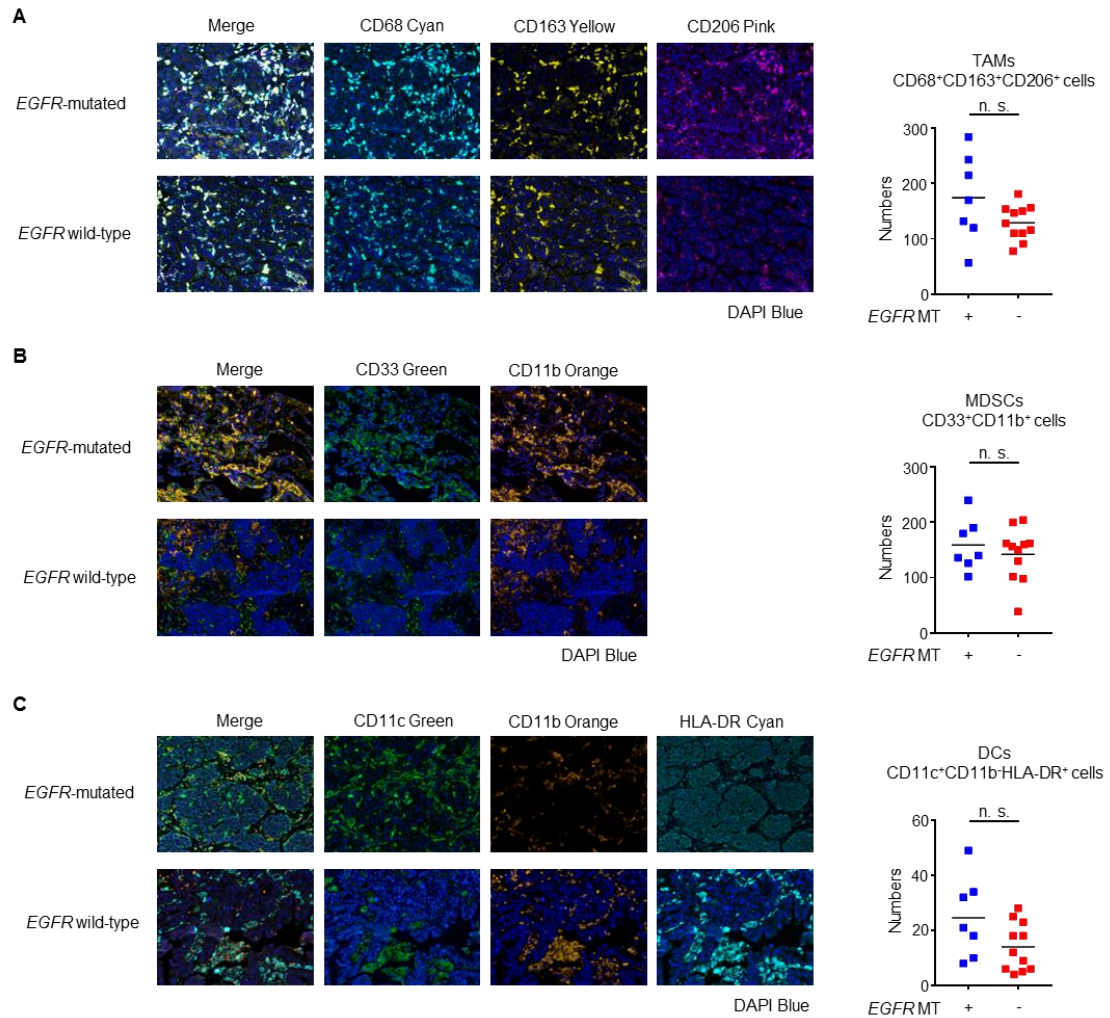 A
Merge CD68 Cyan CD163 Yellow CD206 Pink
EGFR-mutated
EGFR wild-type
DAPI Blue
TAMs
CD68⁺CD163⁺CD206⁺ cells
n. s.
300
200
100
0
Numbers
EGFR MT + -
B
Merge CD33 Green CD11b Orange
EGFR-mutated
EGFR wild-type
DAPI Blue
MDSCs
CD33⁺CD11b⁺ cells
n. s.
300
200
100
0
Numbers
EGFR MT + -
C
Merge CD11c Green CD11b Orange HLA-DR Cyan
EGFR-mutated
EGFR wild-type
DAPI Blue
DCs
CD11c⁺CD11b⁻HLA-DR⁺ cells
n. s.
60
40
20
0
Numbers
EGFR MT + -